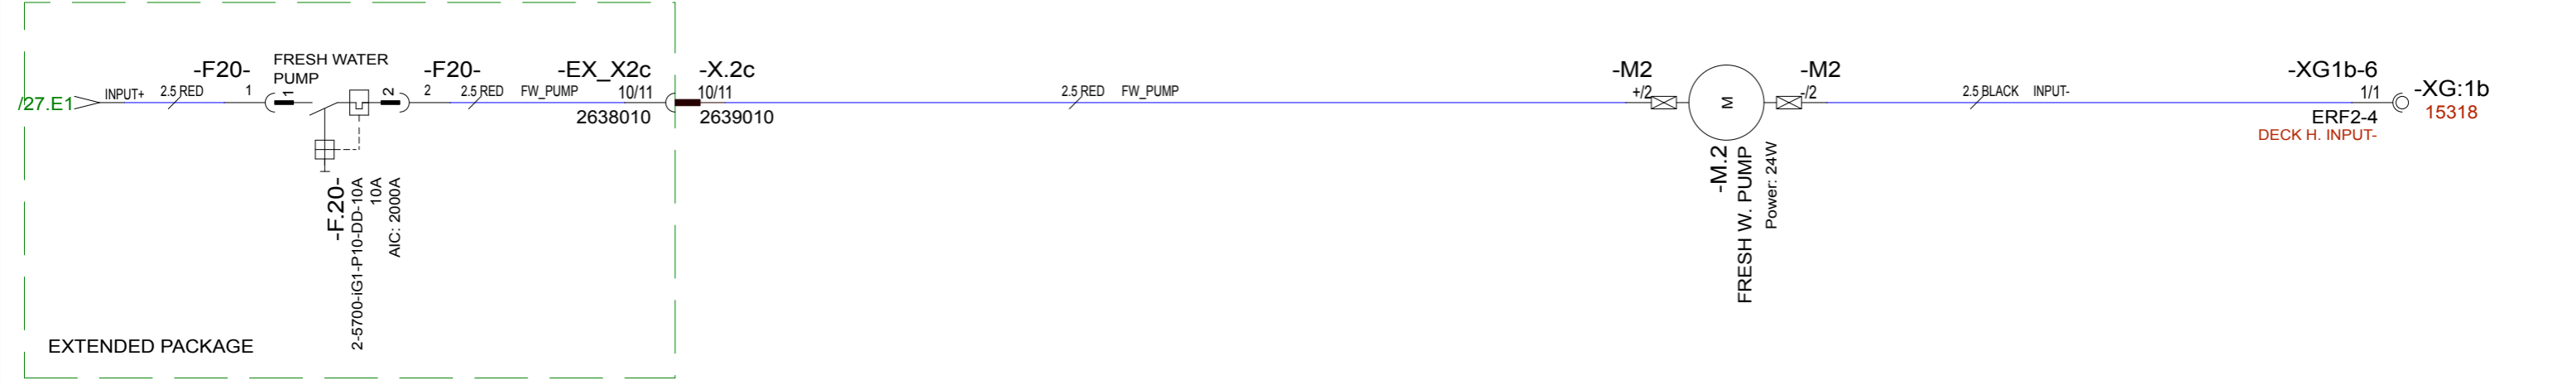 /27.E1
INPUT+
2.5 RED
-F20-
1
FRESH WATER
PUMP
1
2
-F20-
2
2.5 RED
FW_PUMP
-EX_X2c
10/11
2638010
-X.2c
10/11
2639010
-F.20-
2-5700-iG1-P10-DD-10A
10A
AIC: 2000A
EXTENDED PACKAGE
2.5 RED
FW_PUMP
-M2
+/2
M
-M2
-/2
-M.2
FRESH W. PUMP
Power: 24W
2.5 BLACK
INPUT-
-XG1b-6
1/1
ERF2-4
DECK H. INPUT-
-XG:1b
15318